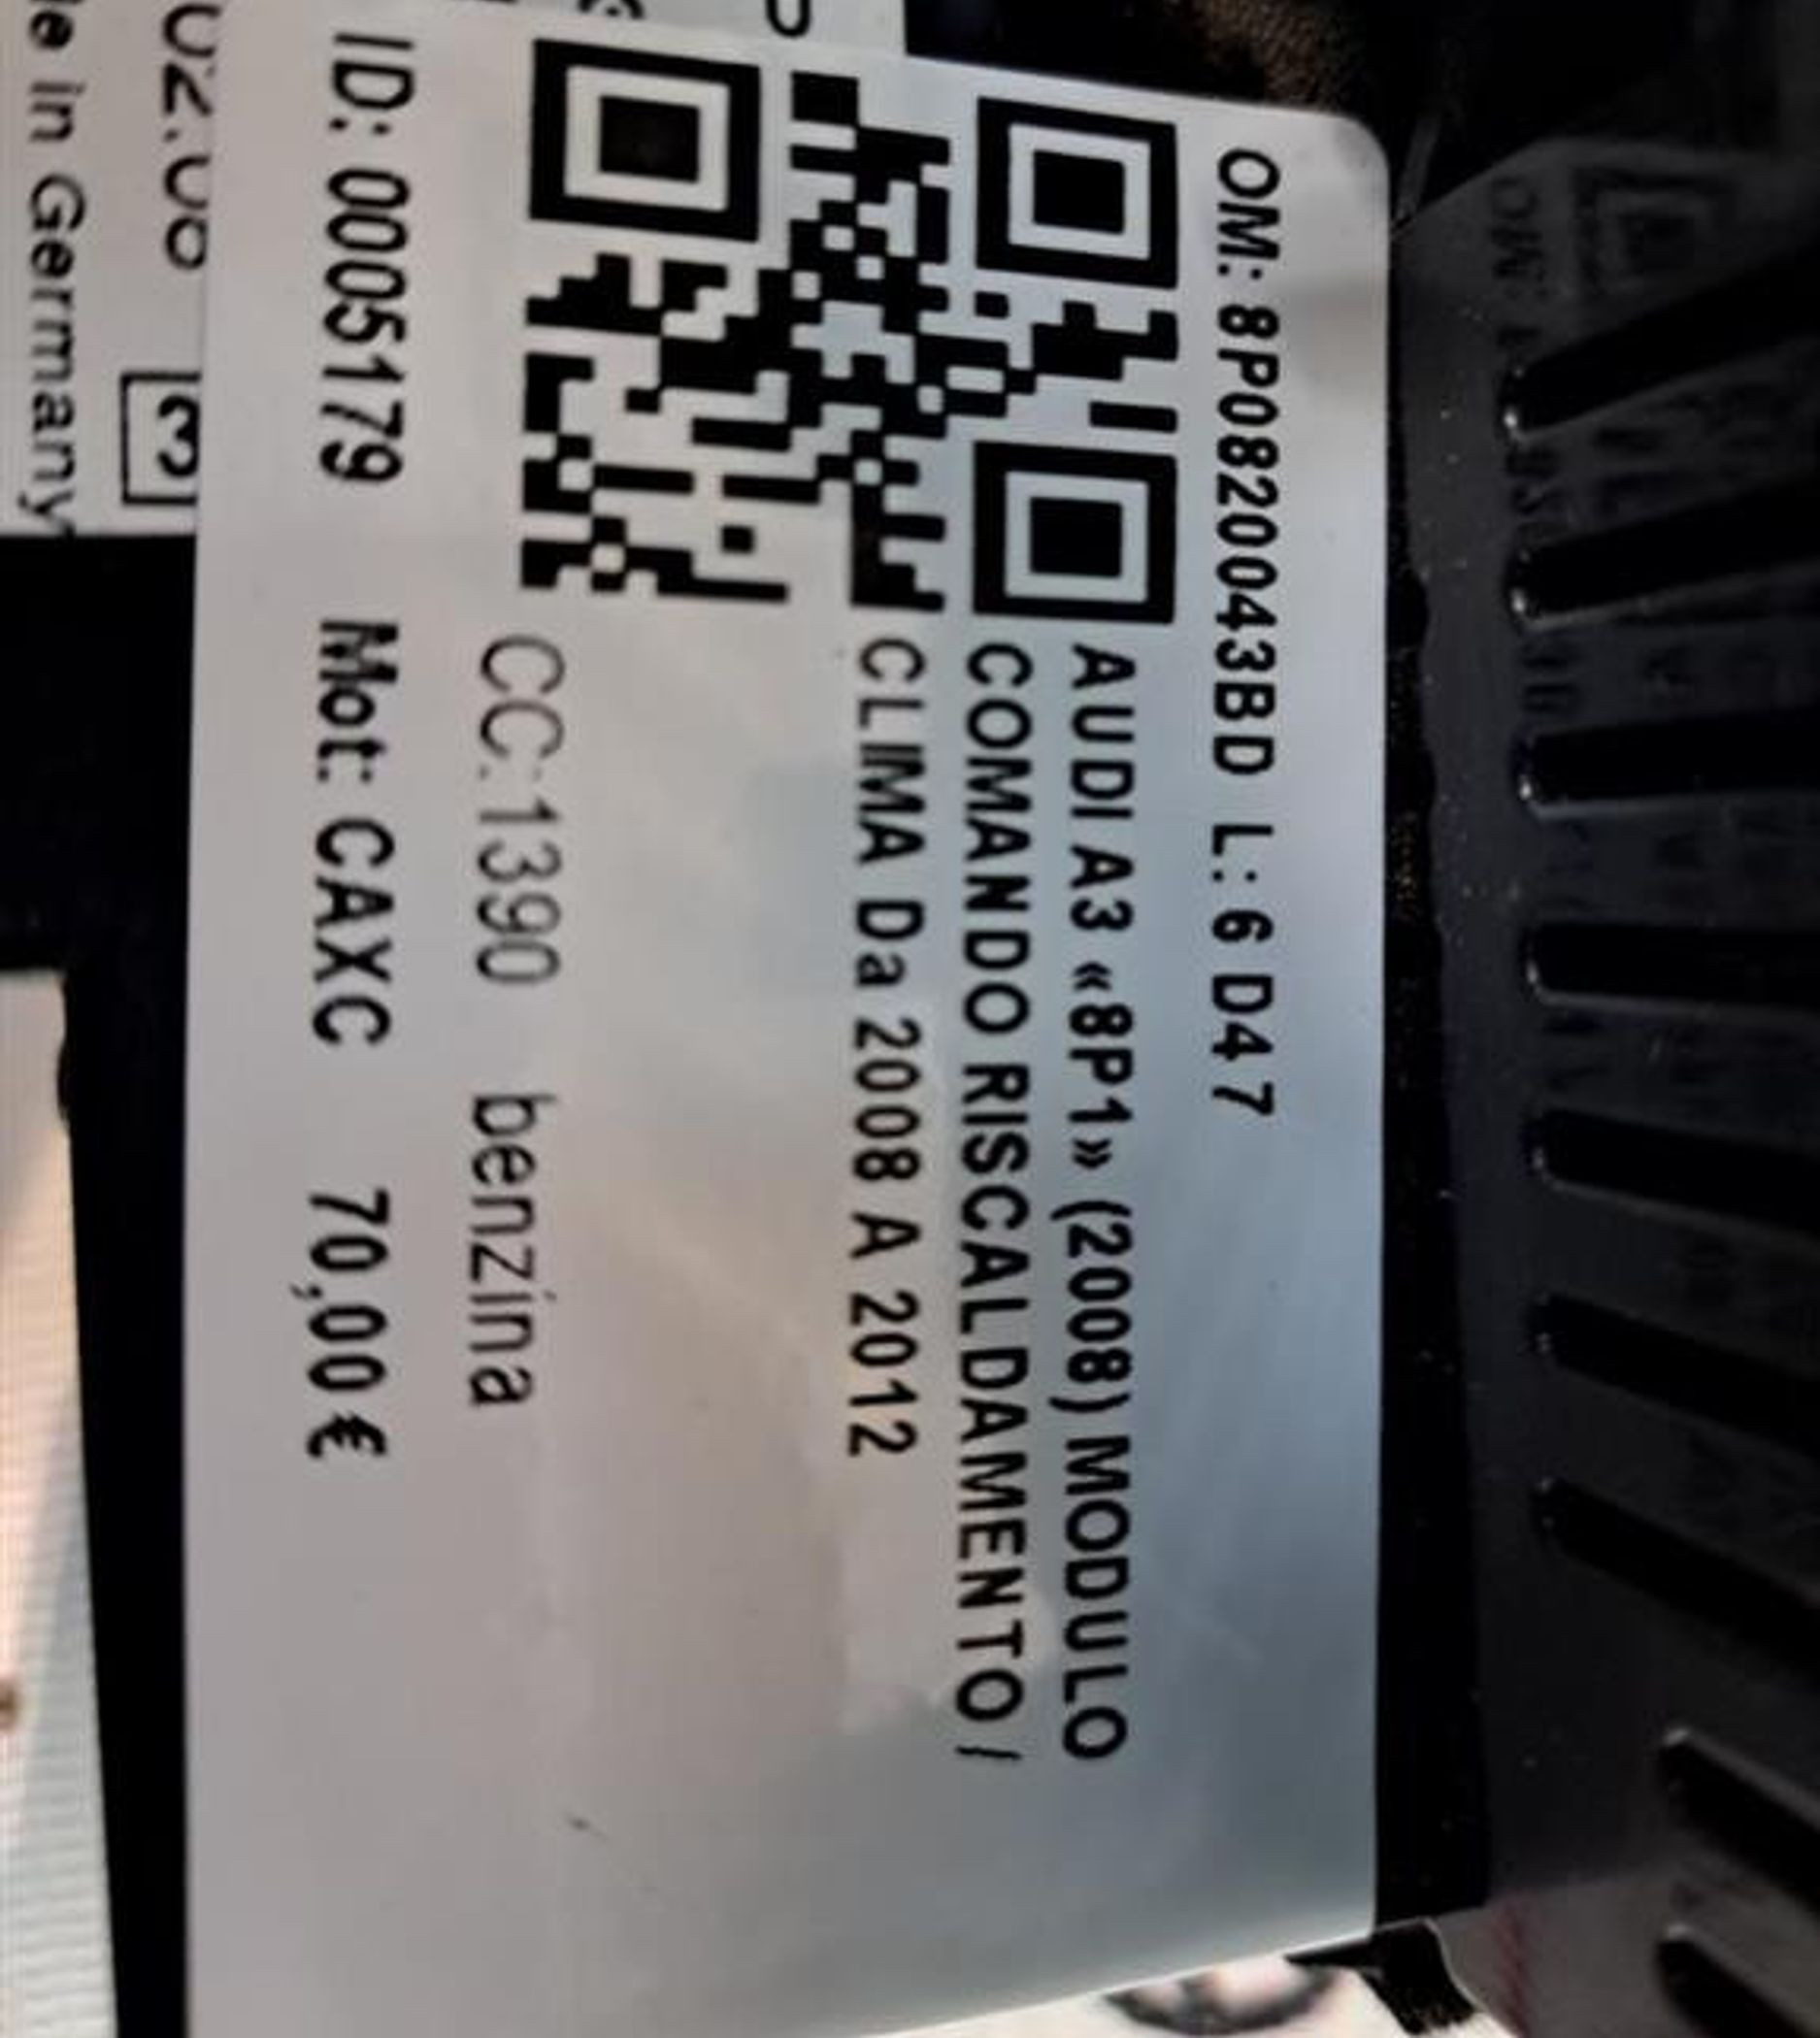 OM: 8P0820043BD L: 6 D4 7
AUDI A3 «8P1» (2008) MODULO
COMANDO RISCALDAMENTO /
CLIMA Da 2008 A 2012
CC:1390 benzina
ID: 0005179 Mot: CAXC 70,00 €
in Germany